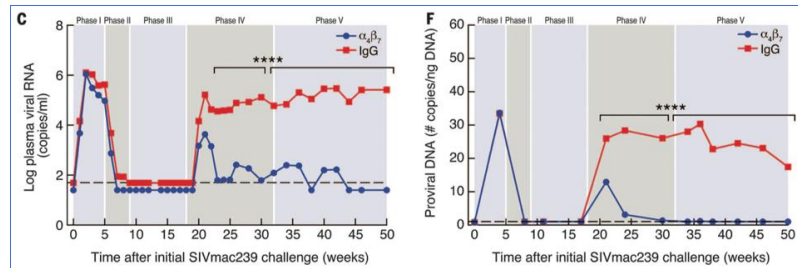 C
Phase I Phase II Phase III Phase IV Phase V
α4β7
IgG
****
Log plasma viral RNA
(copies/ml)
8
6
4
2
0
0 5 10 15 20 25 30 35 40 45 50
Time after initial SIVmac239 challenge (weeks)
F
Phase I Phase II Phase III Phase IV Phase V
α4β7
IgG
****
Proviral DNA (# copies/ng DNA)
60
50
40
30
20
10
0
0 5 10 15 20 25 30 35 40 45 50
Time after initial SIVmac239 challenge (weeks)